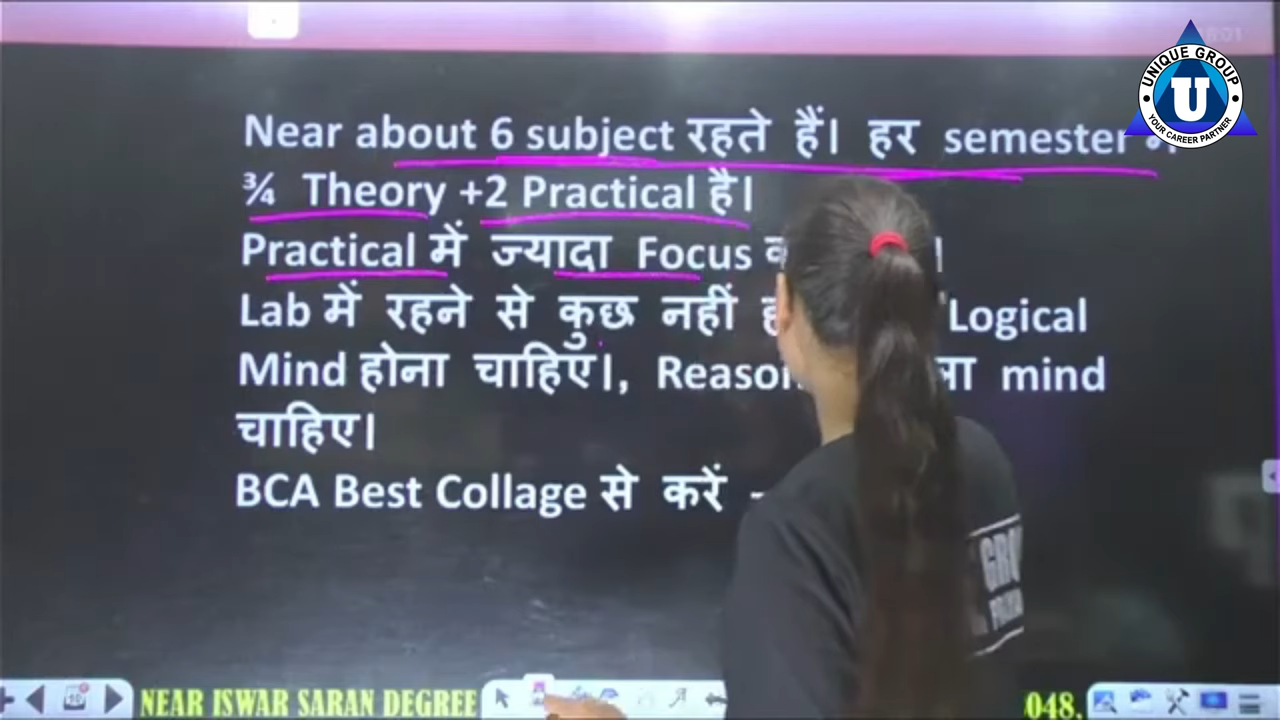 UNIQUE GROUP
U
YOUR CAREER PARTNER
Near about 6 subject रहते हैं। हर semester
¾ Theory +2 Practical है।
Practical में ज्यादा Focus
Lab में रहने से कुछ नहीं Logical
Mind होना चाहिए।, mind
चाहिए।
BCA Best Collage से करें
NEAR ISWAR SARAN DEGREE